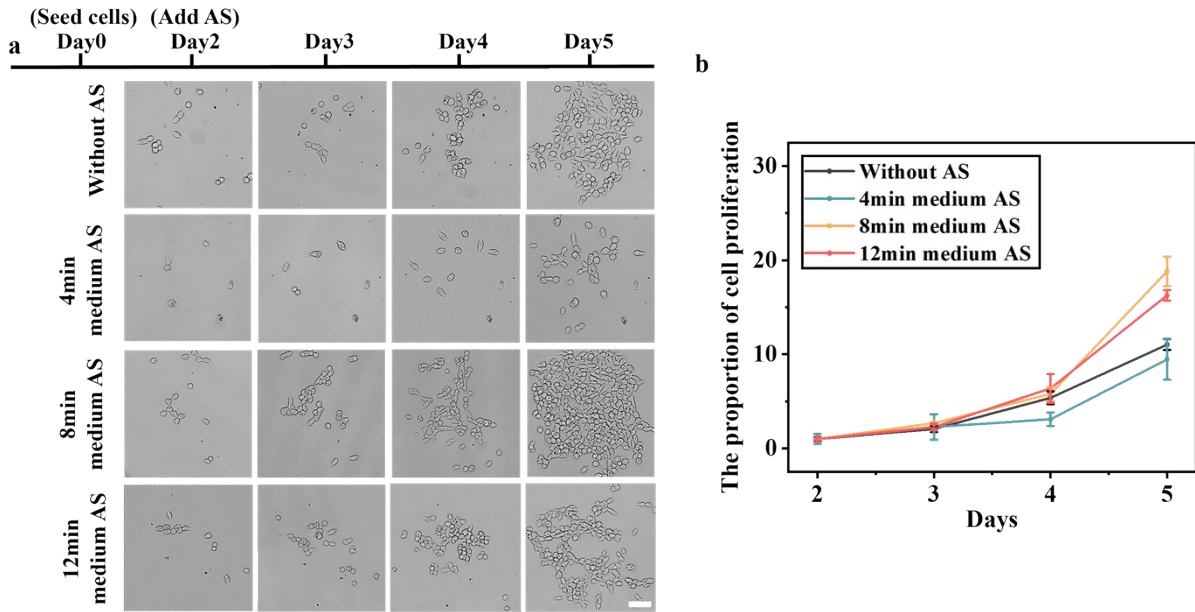 a
(Seed cells) (Add AS)
Day0 Day2 Day3 Day4 Day5
Without AS
4min
medium AS
8min
medium AS
12min
medium AS
b
The proportion of cell proliferation
30
20
10
0
Without AS
4min medium AS
8min medium AS
12min medium AS
2 3 4 5
Days